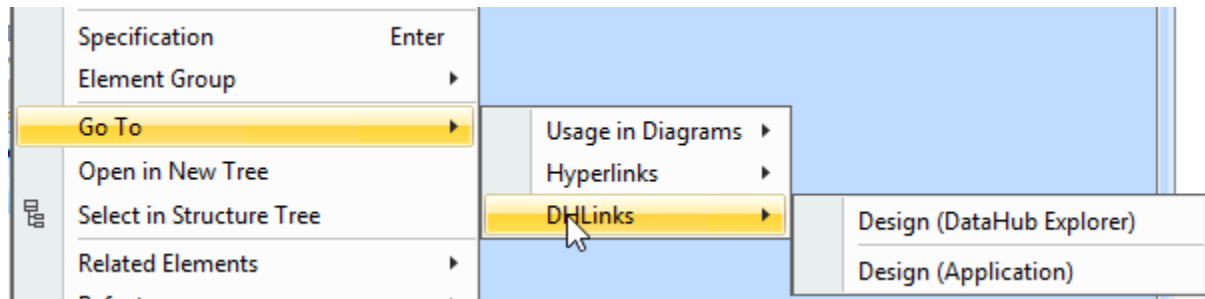 Specification Enter
Element Group
Go To
Open in New Tree
Select in Structure Tree
Related Elements
Usage in Diagrams
Hyperlinks
DHLinks
Design (DataHub Explorer)
Design (Application)